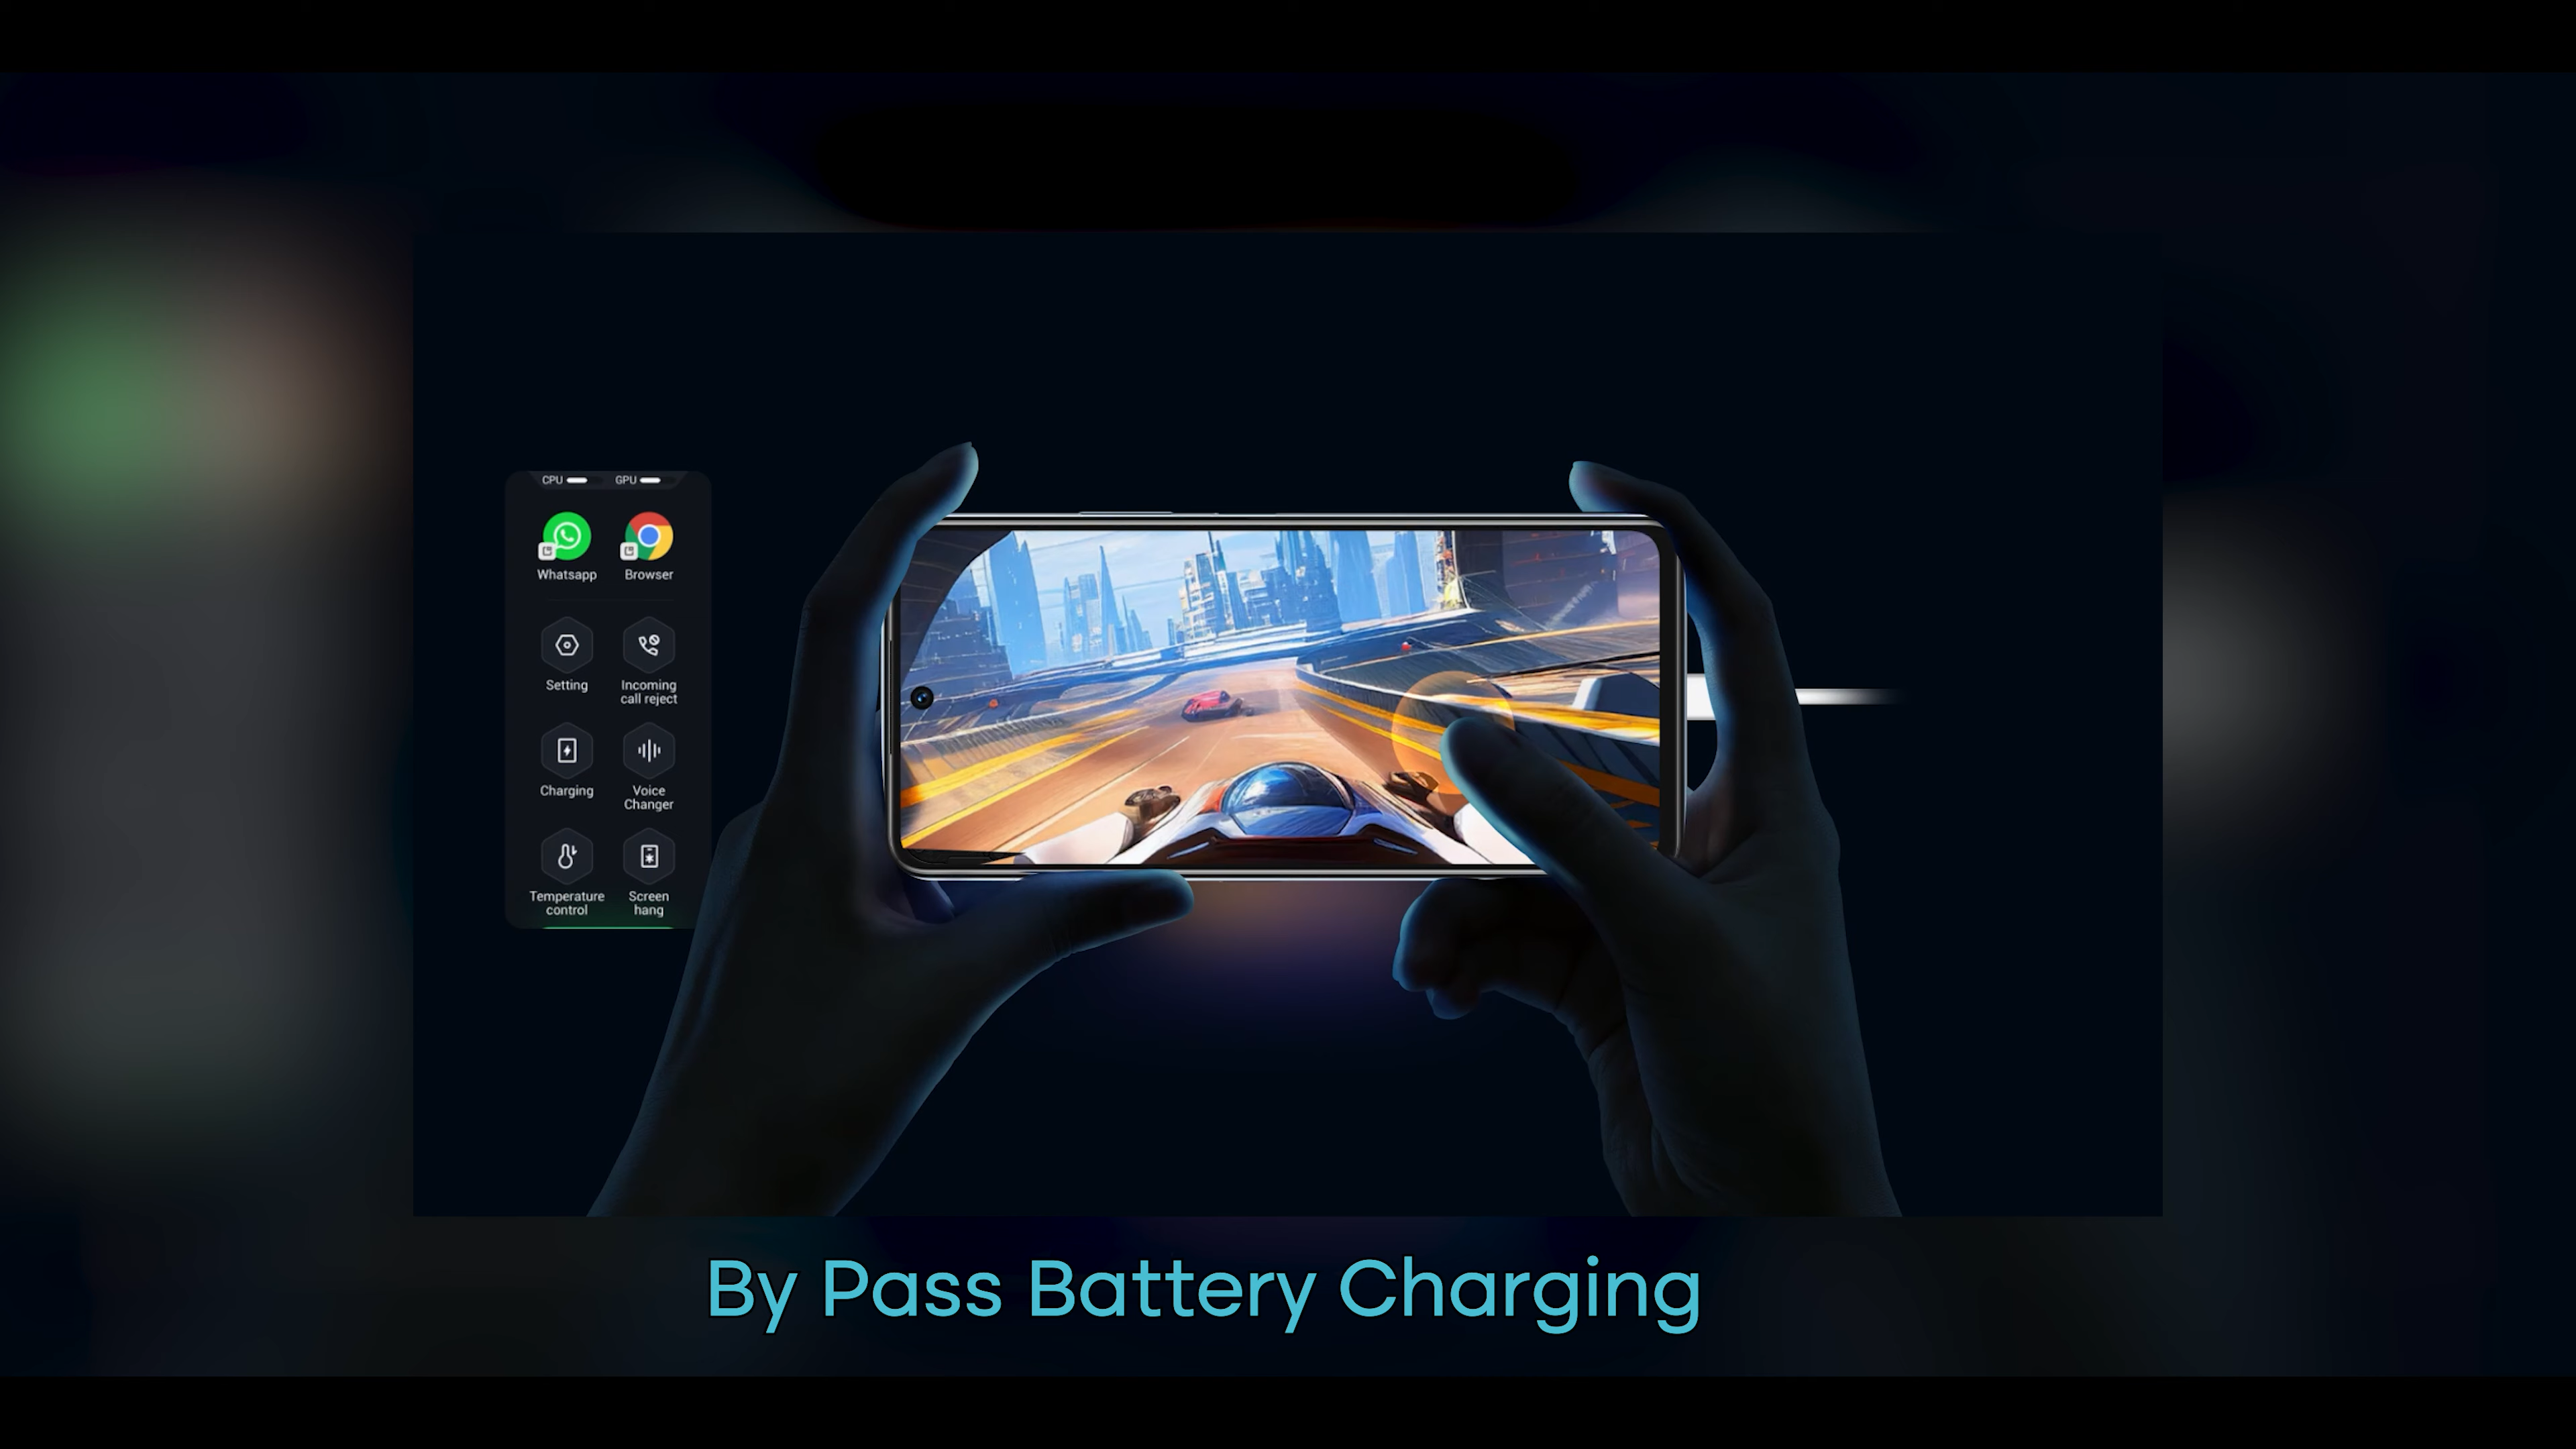 CPU GPU
Whatsapp Browser
Setting Incoming
call reject
Charging Voice
Changer
Temperature
control Screen
hang
By Pass Battery Charging